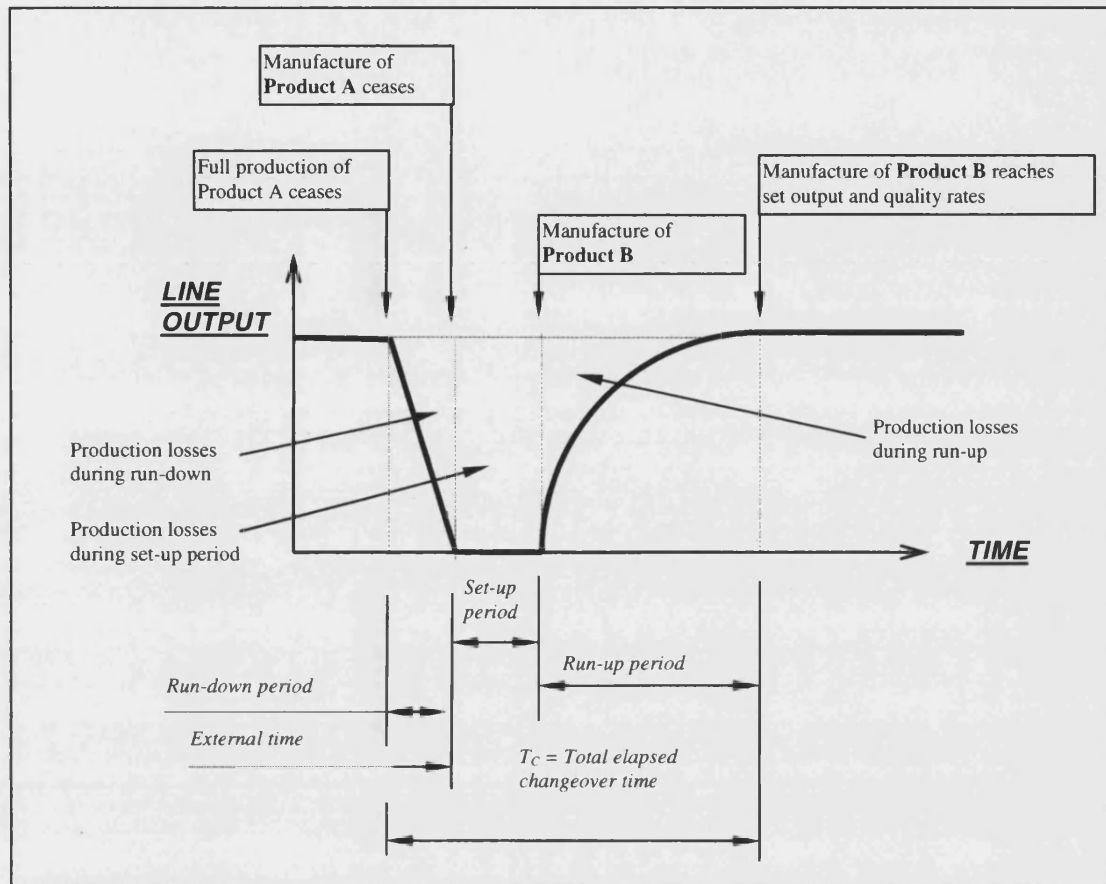 Manufacture of
Product A ceases
Full production of
Product A ceases
Manufacture of Product B reaches
set output and quality rates
Manufacture of
Product B
LINE
OUTPUT
Production losses
during run-down
Production losses
during run-up
Production losses
during set-up period
TIME
Set-up
period
Run-up period
Run-down period
External time
TC = Total elapsed
changeover time